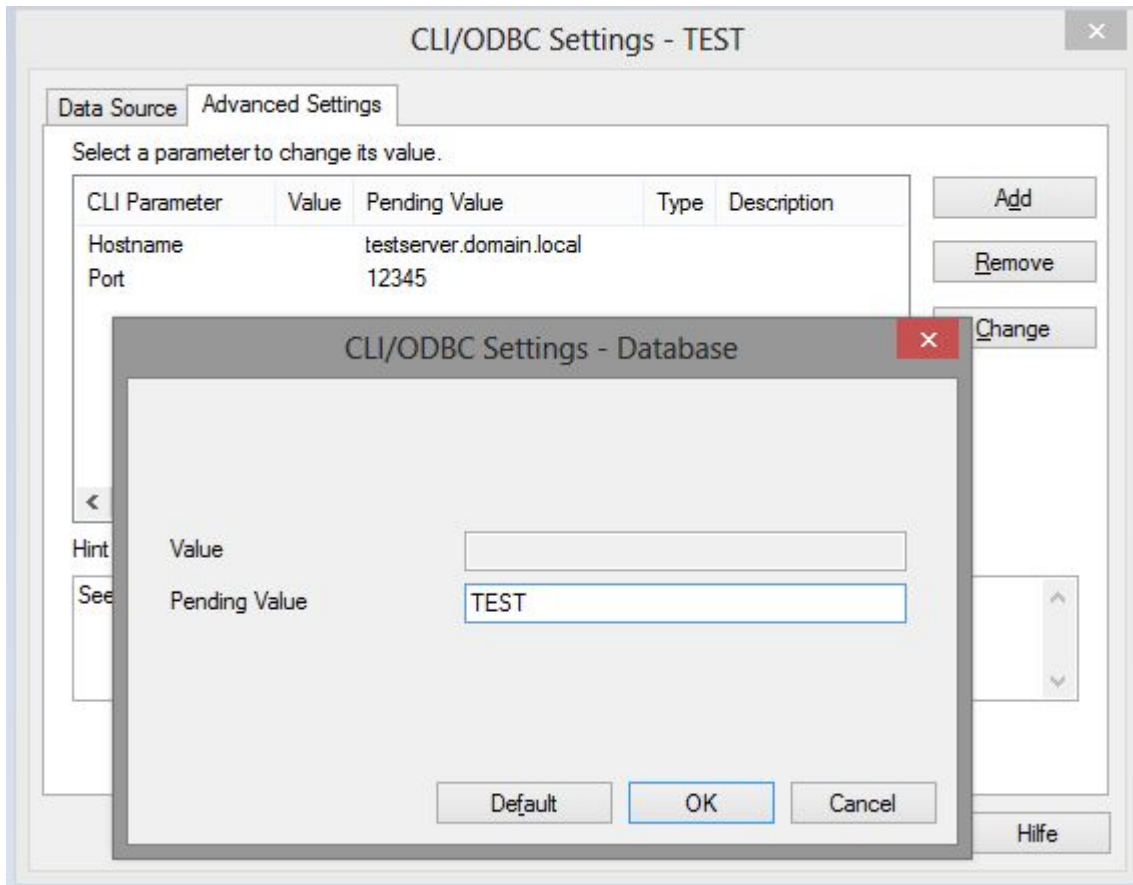 CLI/ODBC Settings - TEST
Data Source Advanced Settings
Select a parameter to change its value.
CLI Parameter Value Pending Value Type Description
Add
Hostname testserver.domain.local
Remove
Port 12345
Change
CLI/ODBC Settings - Database
Hint
Value
See
Pending Value TEST
Default OK Cancel
Hilfe